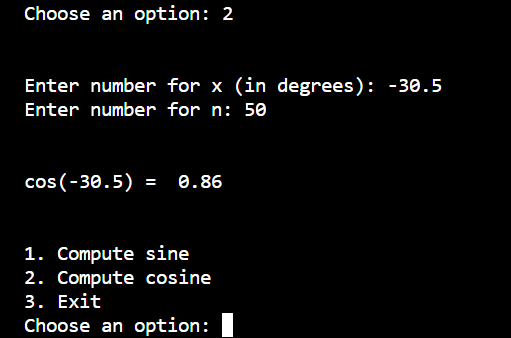 Choose an option: 2
Enter number for x (in degrees): -30.5
Enter number for n: 50
cos(-30.5) =  0.86
1. Compute sine
2. Compute cosine
3. Exit
Choose an option: